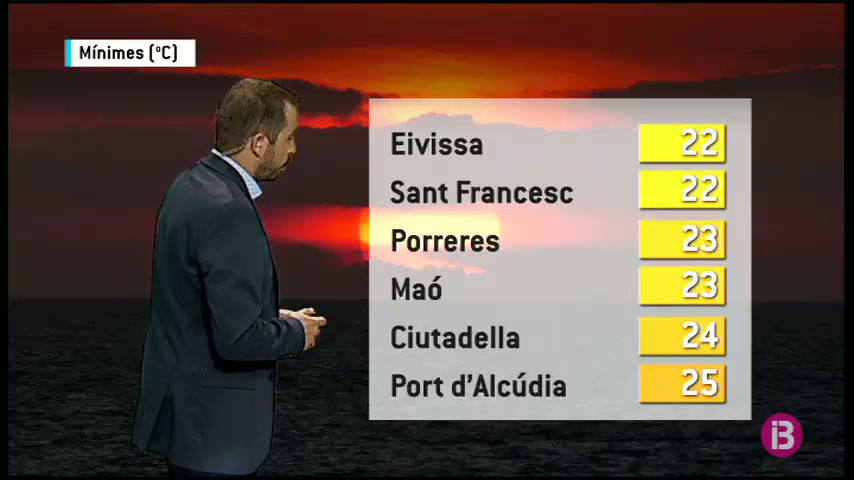 Mínimes (ºC)
Eivissa 22
Sant Francesc 22
Porreres 23
Maó 23
Ciutadella 24
Port d'Alcúdia 25
iB